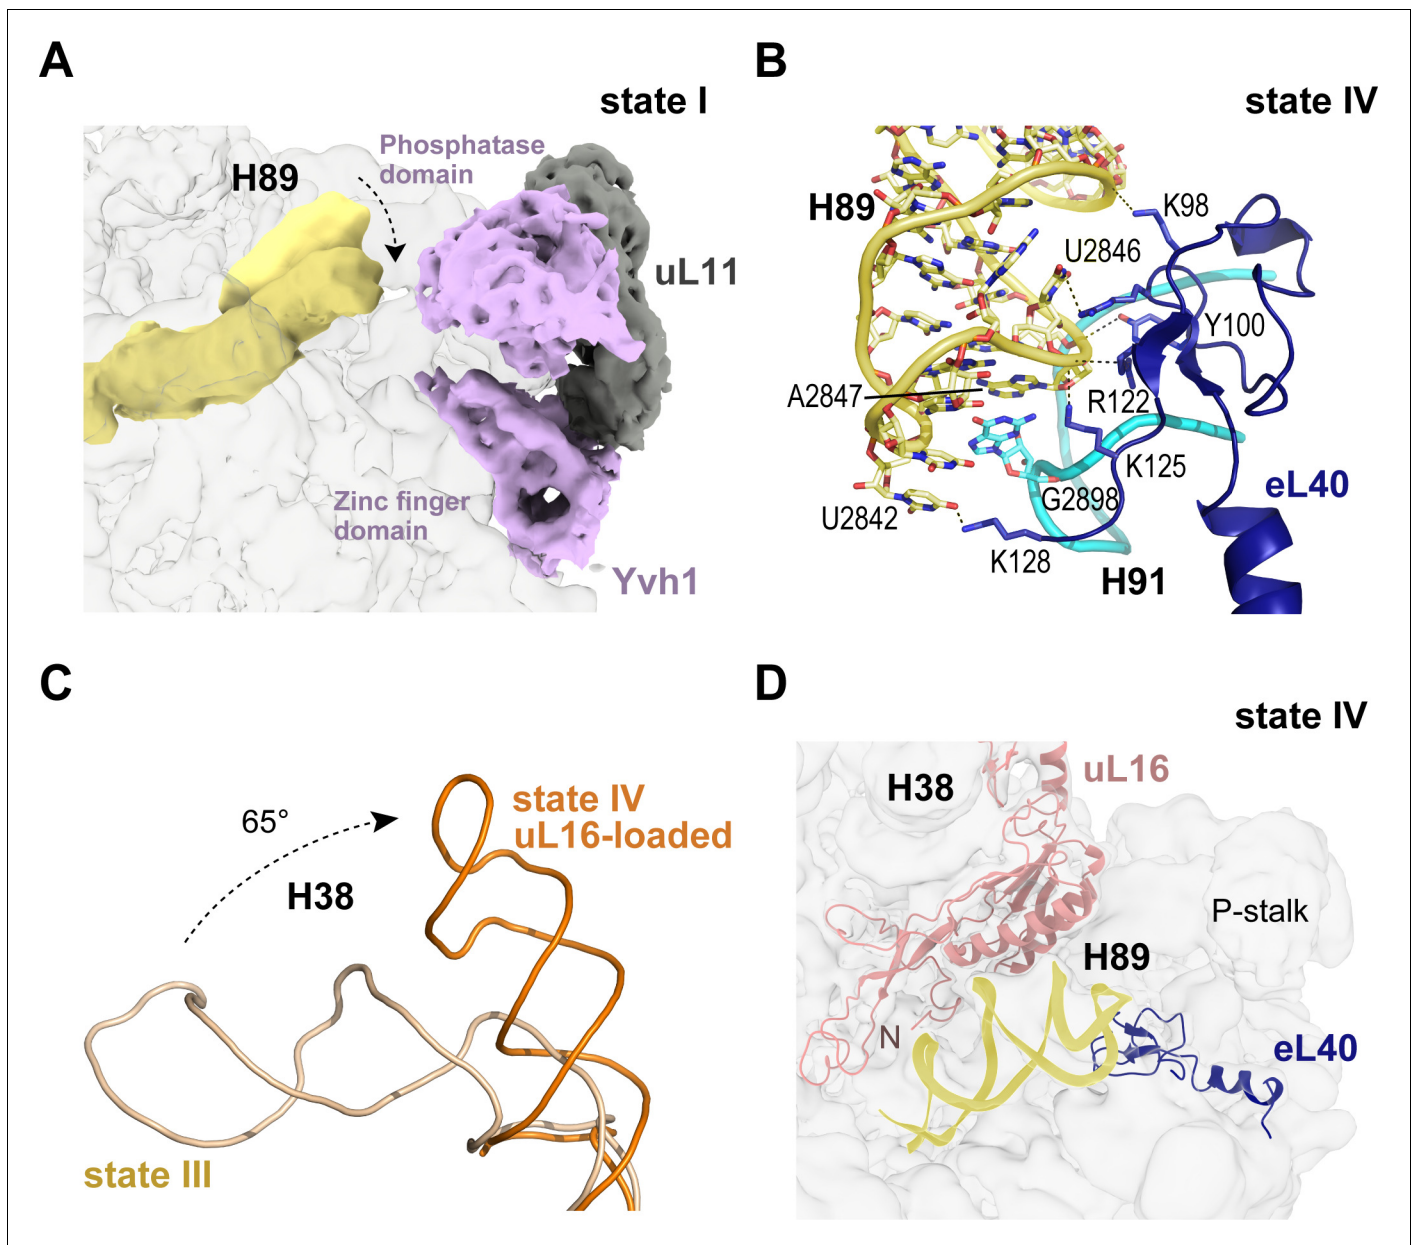 A
state I
Phosphatase
domain
H89
uL11
Zinc finger
domain
Yvh1
B
state IV
H89
K98
U2846
Y100
A2847
R122
K125
eL40
G2898
U2842
K128
H91
C
65°
state IV
uL16-loaded
H38
state III
D
state IV
uL16
H38
P-stalk
H89
N
eL40